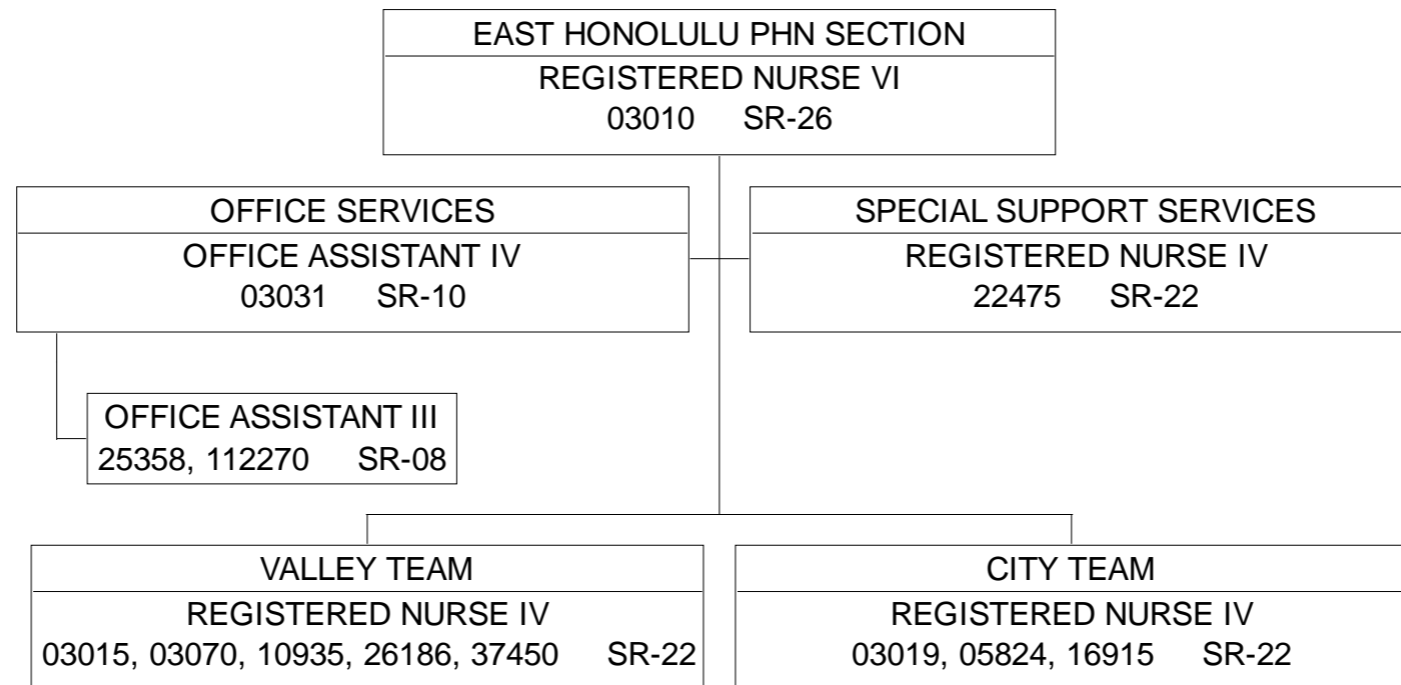 EAST HONOLULU PHN SECTION
REGISTERED NURSE VI
03010 SR-26
OFFICE SERVICES
OFFICE ASSISTANT IV
03031 SR-10
SPECIAL SUPPORT SERVICES
REGISTERED NURSE IV
22475 SR-22
OFFICE ASSISTANT III
25358, 112270 SR-08
VALLEY TEAM
REGISTERED NURSE IV
03015, 03070, 10935, 26186, 37450 SR-22
CITY TEAM
REGISTERED NURSE IV
03019, 05824, 16915 SR-22